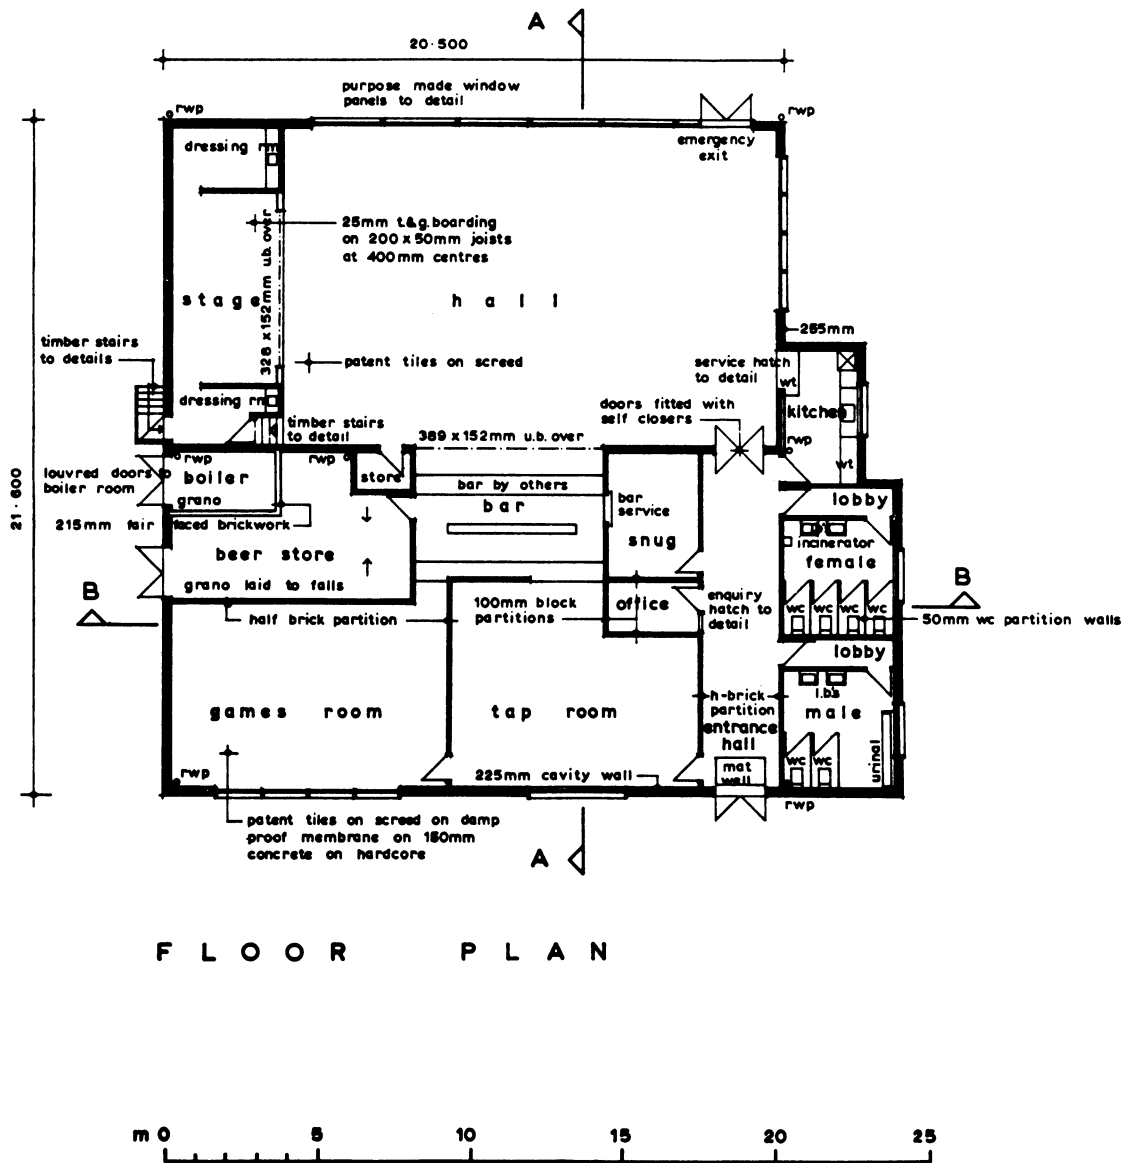 A
20·500
purpose made window
panels to detail
rwp
rwp
dressing rm
emergency
exit
25mm t.&g.boarding
on 200 x 50mm joists
at 400mm centres
328 x 152mm u.b. over
stage
hall
255mm
timber stairs
to details
patent tiles on screed
service hatch
to detail
wt
dressing rm
doors fitted with
self closers
kitchen
timber stairs
to detail
389 x 152mm u.b. over
rwp
rwp
rwp
louvred doors to
boiler room
boiler
grano
store
bar by others
wt
bar
bar
service
lobby
21·600
215mm fair faced brickwork
snug
incinerator
female
beer store
grano laid to falls
B
B
100mm block
partitions
office
enquiry
hatch to
detail
wc
wc
wc
wc
half brick partition
50mm wc partition walls
lobby
h-brick
partition
l.b's
games room
tap room
entrance
hall
male
urinal
rwp
225mm cavity wall
mat
well
wc
wc
rwp
patent tiles on screed on damp
proof membrane on 150mm
concrete on hardcore
A
FLOOR PLAN
m 0 5 10 15 20 25